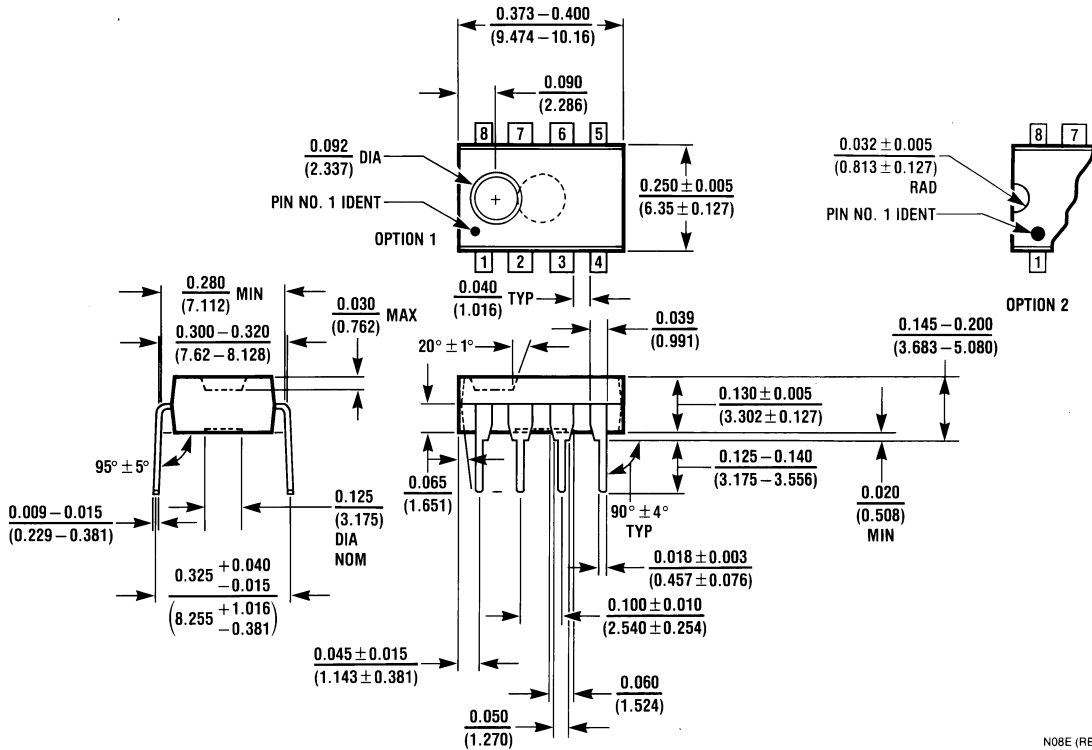 0.373 – 0.400
(9.474 – 10.16)
0.090
(2.286)
8 7 6 5
0.092 DIA
(2.337)
PIN NO. 1 IDENT
OPTION 1
0.250 ± 0.005
(6.35 ± 0.127)
1 2 3 4
8 7
0.032 ± 0.005
(0.813 ± 0.127)
RAD
PIN NO. 1 IDENT
1
OPTION 2
0.280 MIN
(7.112)
0.300 – 0.320
(7.62 – 8.128)
0.030 MAX
(0.762)
0.040 TYP
(1.016)
0.039
(0.991)
0.145 – 0.200
(3.683 – 5.080)
20° ± 1°
0.130 ± 0.005
(3.302 ± 0.127)
95° ± 5°
0.065
(1.651)
0.125 – 0.140
(3.175 – 3.556)
90° ± 4°
TYP
0.020
(0.508)
MIN
0.009 – 0.015
(0.229 – 0.381)
0.125
(3.175)
DIA
NOM
0.018 ± 0.003
(0.457 ± 0.076)
0.325 +0.040
–0.015
(8.255 +1.016
–0.381)
0.100 ± 0.010
(2.540 ± 0.254)
0.045 ± 0.015
(1.143 ± 0.381)
0.060
(1.524)
0.050
(1.270)
N08E (RE